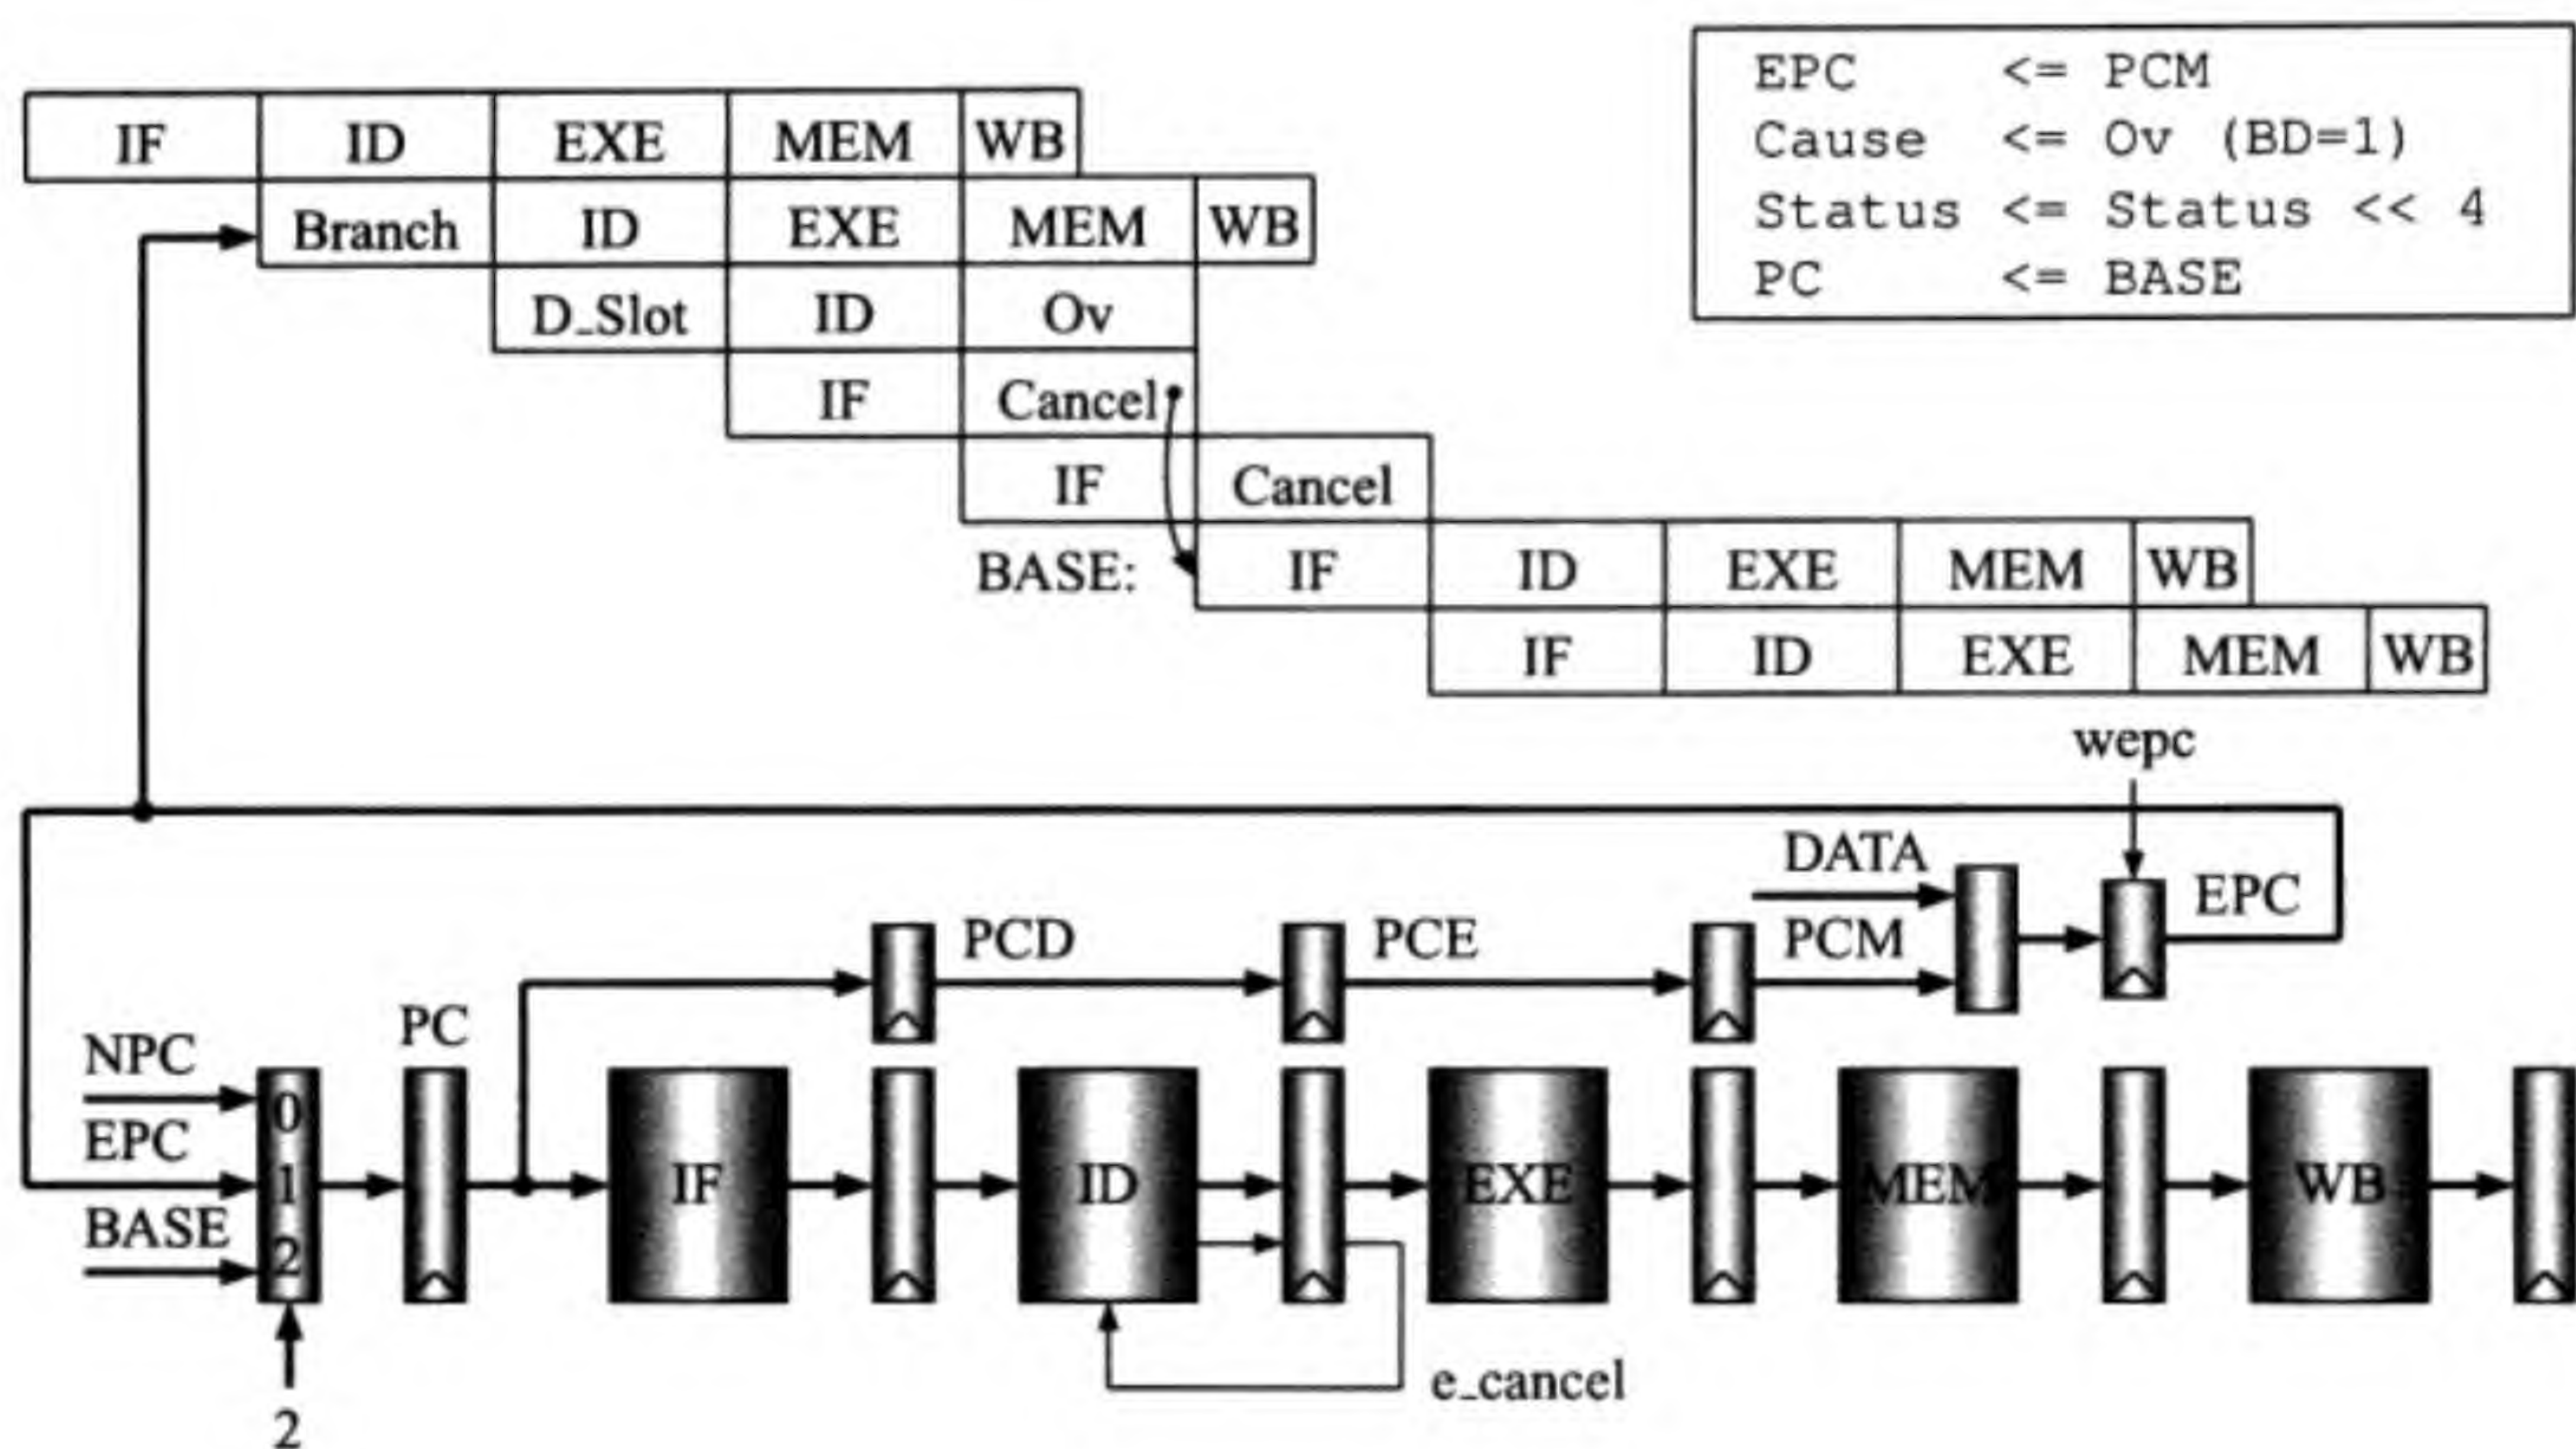 EPC <= PCM
Cause <= Ov (BD=1)
Status <= Status << 4
PC <= BASE
IF ID EXE MEM WB
Branch ID EXE MEM WB
D_Slot ID Ov
IF Cancel
IF Cancel
BASE: IF ID EXE MEM WB
IF ID EXE MEM WB
wepc
DATA
EPC
PCD PCE PCM
PC
NPC
0
EPC
1
BASE
2
IF ID EXE MEM WB
e_cancel
2